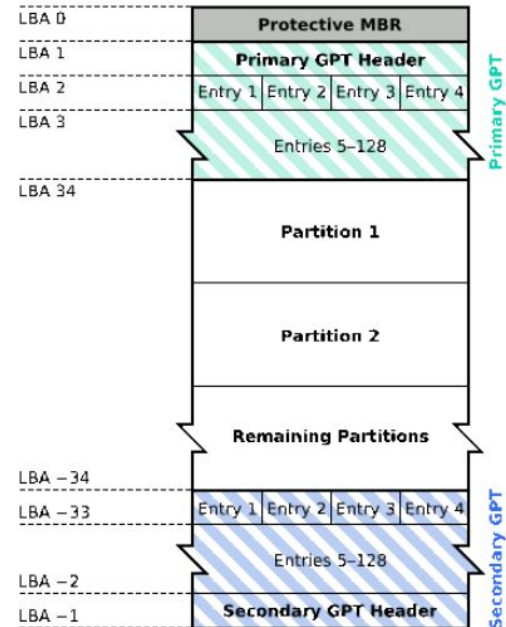 LBA 0
Protective MBR
LBA 1
Primary GPT Header
LBA 2
Entry 1 Entry 2 Entry 3 Entry 4
LBA 3
Entries 5–128
Primary GPT
LBA 34
Partition 1
Partition 2
Remaining Partitions
LBA −34
LBA −33
Entry 1 Entry 2 Entry 3 Entry 4
Entries 5–128
LBA −2
LBA −1
Secondary GPT Header
Secondary GPT